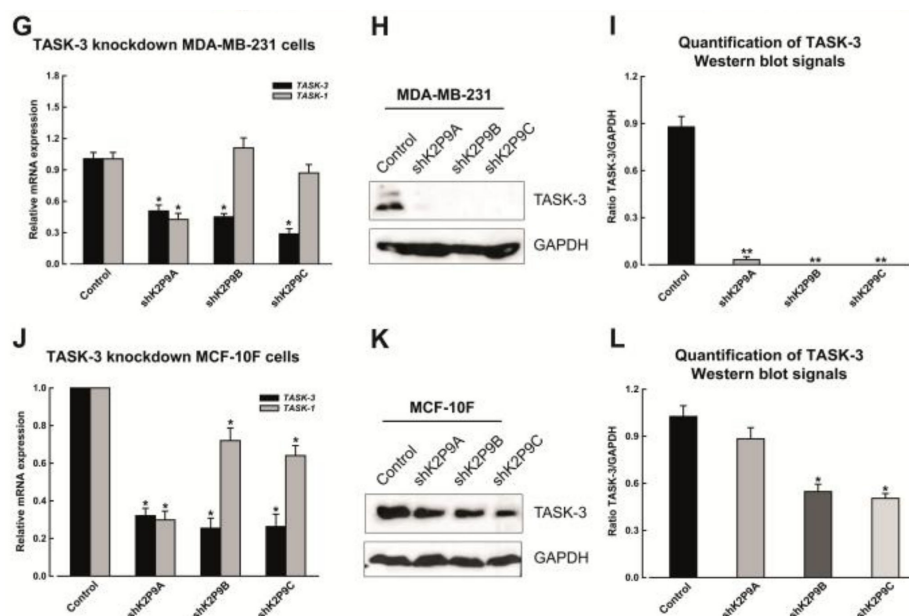 G
TASK-3 knockdown MDA-MB-231 cells
Relative mRNA expression
1.8
1.5
1.2
0.9
0.6
0.3
0.0
TASK-3
TASK-1
* * * *
Control
shK2P9A
shK2P9B
shK2P9C
H
MDA-MB-231
Control
shK2P9A
shK2P9B
shK2P9C
TASK-3
GAPDH
I
Quantification of TASK-3
Western blot signals
Ratio TASK-3/GAPDH
1.2
0.9
0.6
0.3
0.0
** ** **
Control
shK2P9A
shK2P9B
shK2P9C
J
TASK-3 knockdown MCF-10F cells
Relative mRNA expression
1.0
0.8
0.6
0.4
0.2
0.0
TASK-3
TASK-1
* * * * * *
Control
shK2P9A
shK2P9B
shK2P9C
K
MCF-10F
Control
shK2P9A
shK2P9B
shK2P9C
TASK-3
GAPDH
L
Quantification of TASK-3
Western blot signals
Ratio TASK-3/GAPDH
1.2
0.9
0.6
0.3
0.0
* *
Control
shK2P9A
shK2P9B
shK2P9C